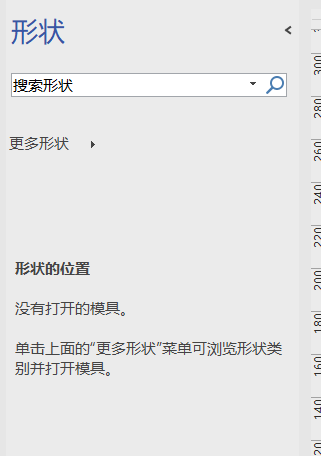 形状
搜索形状
更多形状
形状的位置
没有打开的模具。
单击上面的“更多形状”菜单可浏览形状类
别并打开模具。
300
280
260
240
220
200
180
160
140